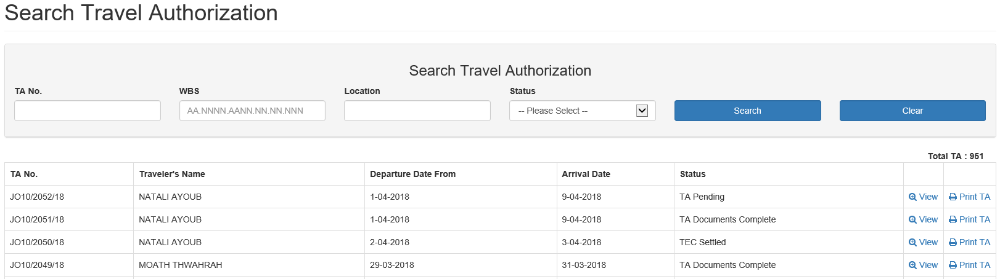 Search Travel Authorization
Search Travel Authorization
TA No. WBS Location Status
AA.NNNN.AANN.NN.NN.NNN -- Please Select -- Search Clear
Total TA : 951
TA No. Traveler's Name Departure Date From Arrival Date Status
JO10/2052/18 NATALI AYOUB 1-04-2018 9-04-2018 TA Pending View Print TA
JO10/2051/18 NATALI AYOUB 1-04-2018 9-04-2018 TA Documents Complete View Print TA
JO10/2050/18 NATALI AYOUB 2-04-2018 3-04-2018 TEC Settled View Print TA
JO10/2049/18 MOATH THWAHRAH 29-03-2018 31-03-2018 TA Documents Complete View Print TA